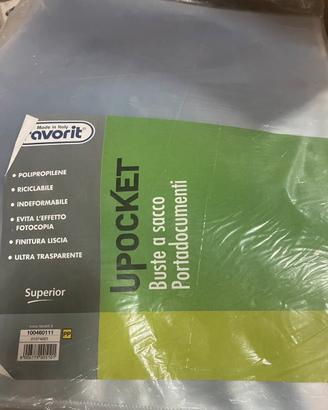 Made in Italy
favorit
• POLIPROPILENE
• RICICLABILE
• INDEFORMABILE
• EVITA L'EFFETTO
FOTOCOPIA
• FINITURA LISCIA
• ULTRA TRASPARENTE
Superior
UPOCKET
Buste a sacco
Portadocumenti
100460111
PP